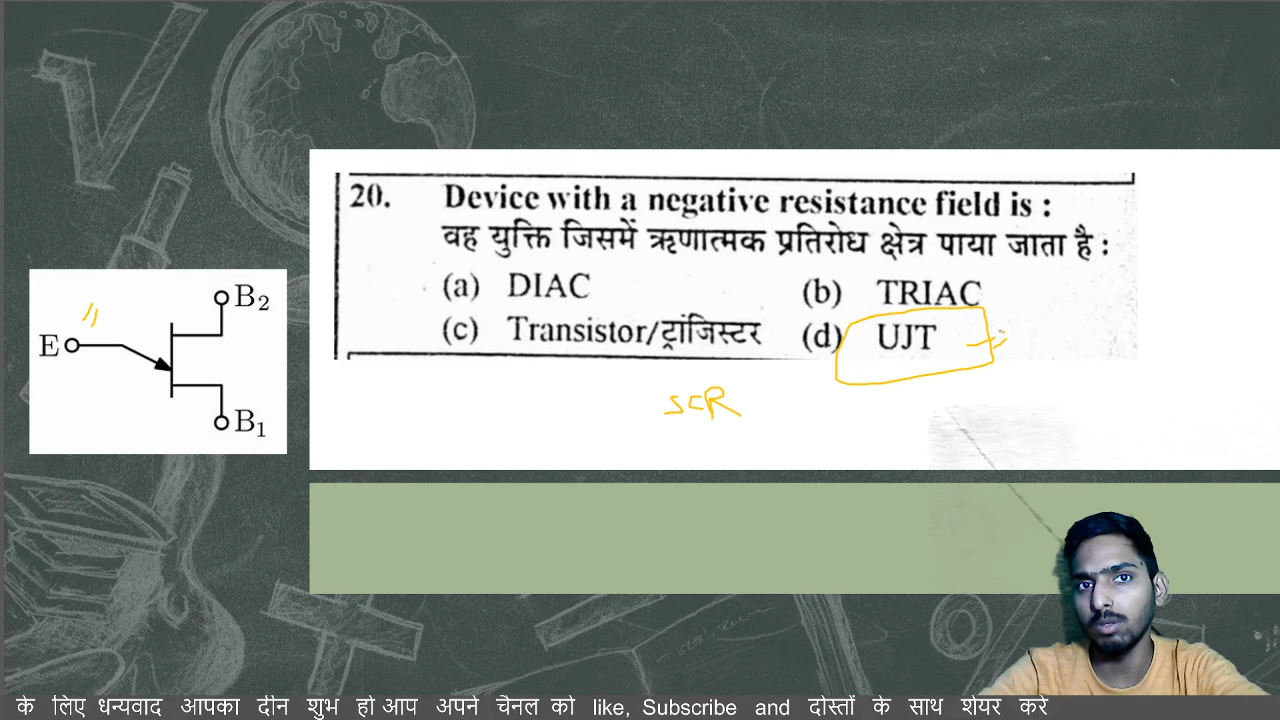 20. Device with a negative resistance field is :
वह युक्ति जिसमें ऋणात्मक प्रतिरोध क्षेत्र पाया जाता है :
(a) DIAC (b) TRIAC
(c) Transistor/ट्रांजिस्टर (d) UJT
SCR
E
B2
B1
के लिए धन्यवाद आपका दीन शुभ हो आप अपने चैनल को like, Subscribe and दोस्तों के साथ शेयर करें